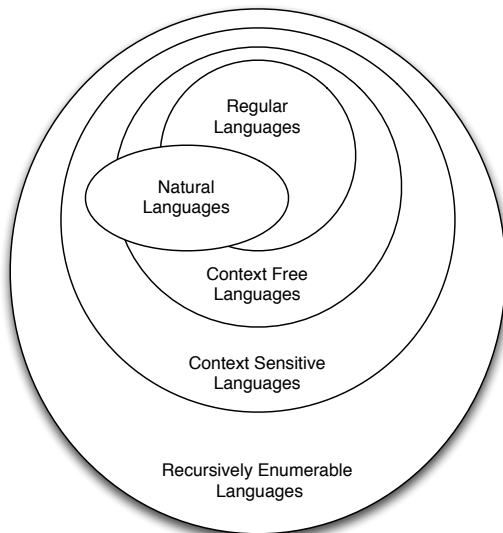 Regular
Languages
Natural
Languages
Context Free
Languages
Context Sensitive
Languages
Recursively Enumerable
Languages